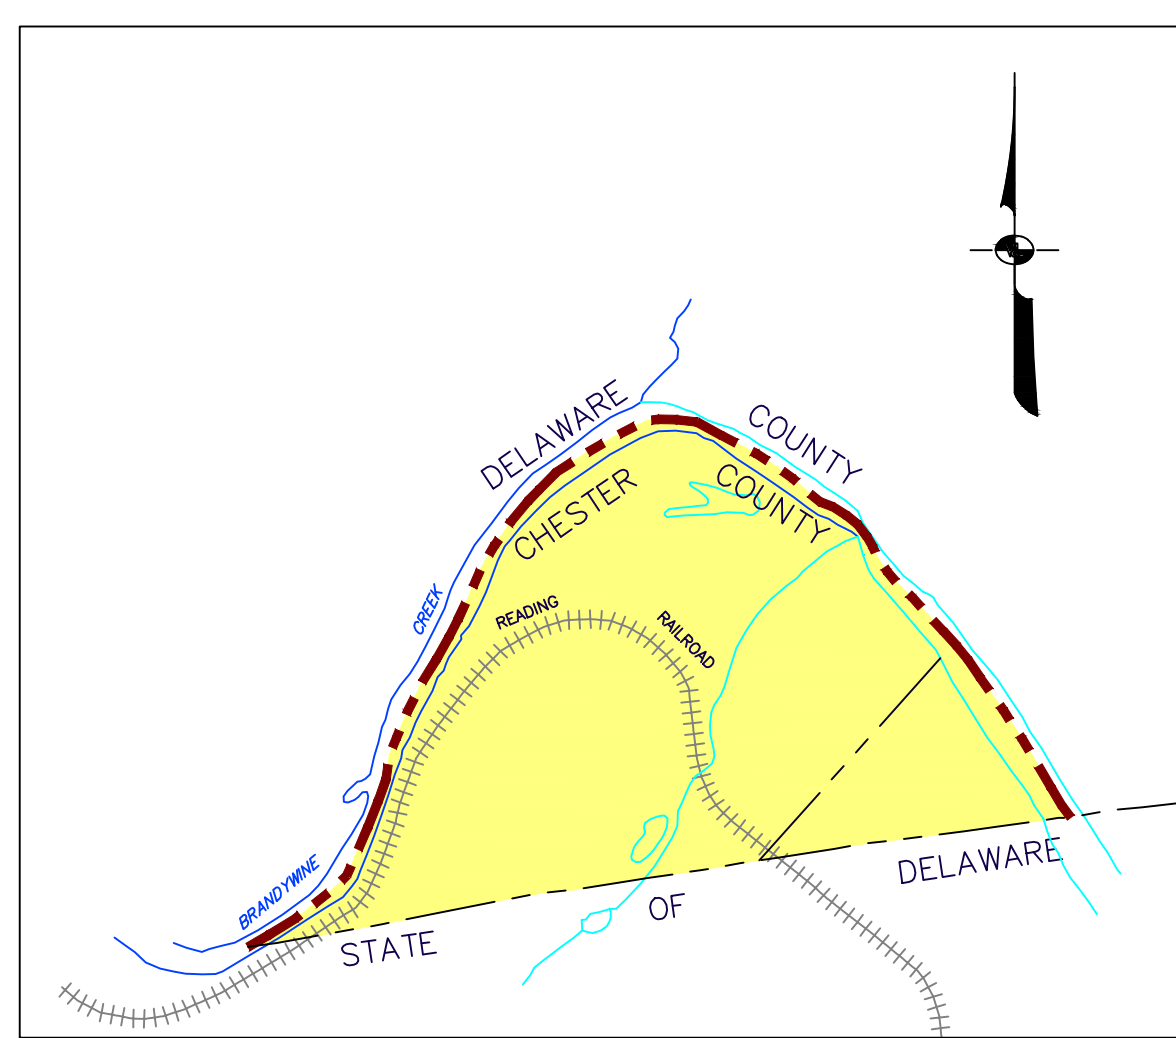 DELAWARE COUNTY
CHESTER COUNTY
CREEK
READING RAILROAD
BRANDYWINE
STATE OF DELAWARE